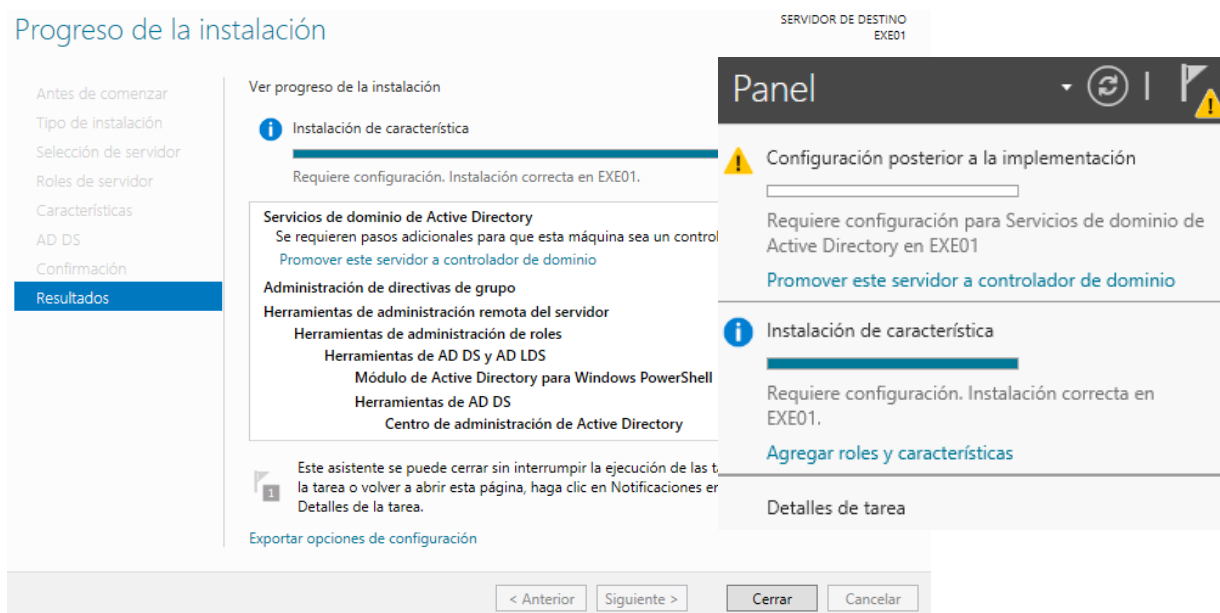 Progreso de la instalación
SERVIDOR DE DESTINO
EXE01
Antes de comenzar
Tipo de instalación
Selección de servidor
Roles de servidor
Características
AD DS
Confirmación
Resultados
Ver progreso de la instalación
Instalación de característica
Requiere configuración. Instalación correcta en EXE01.
Servicios de dominio de Active Directory
Se requieren pasos adicionales para que esta máquina sea un
Promover este servidor a controlador de dominio
Administración de directivas de grupo
Herramientas de administración remota del servidor
Herramientas de administración de roles
Herramientas de AD DS y AD LDS
Módulo de Active Directory para Windows PowerShell
Herramientas de AD DS
Centro de administración de Active Directory
1
Este asistente se puede cerrar sin interrumpir la ejecución de las
la tarea o volver a abrir esta página, haga clic en Notificaciones
Detalles de la tarea.
Exportar opciones de configuración
< Anterior
Siguiente >
Cerrar
Cancelar
Panel
Configuración posterior a la implementación
Requiere configuración para Servicios de dominio de
Active Directory en EXE01
Promover este servidor a controlador de dominio
Instalación de característica
Requiere configuración. Instalación correcta en
EXE01.
Agregar roles y características
Detalles de tarea